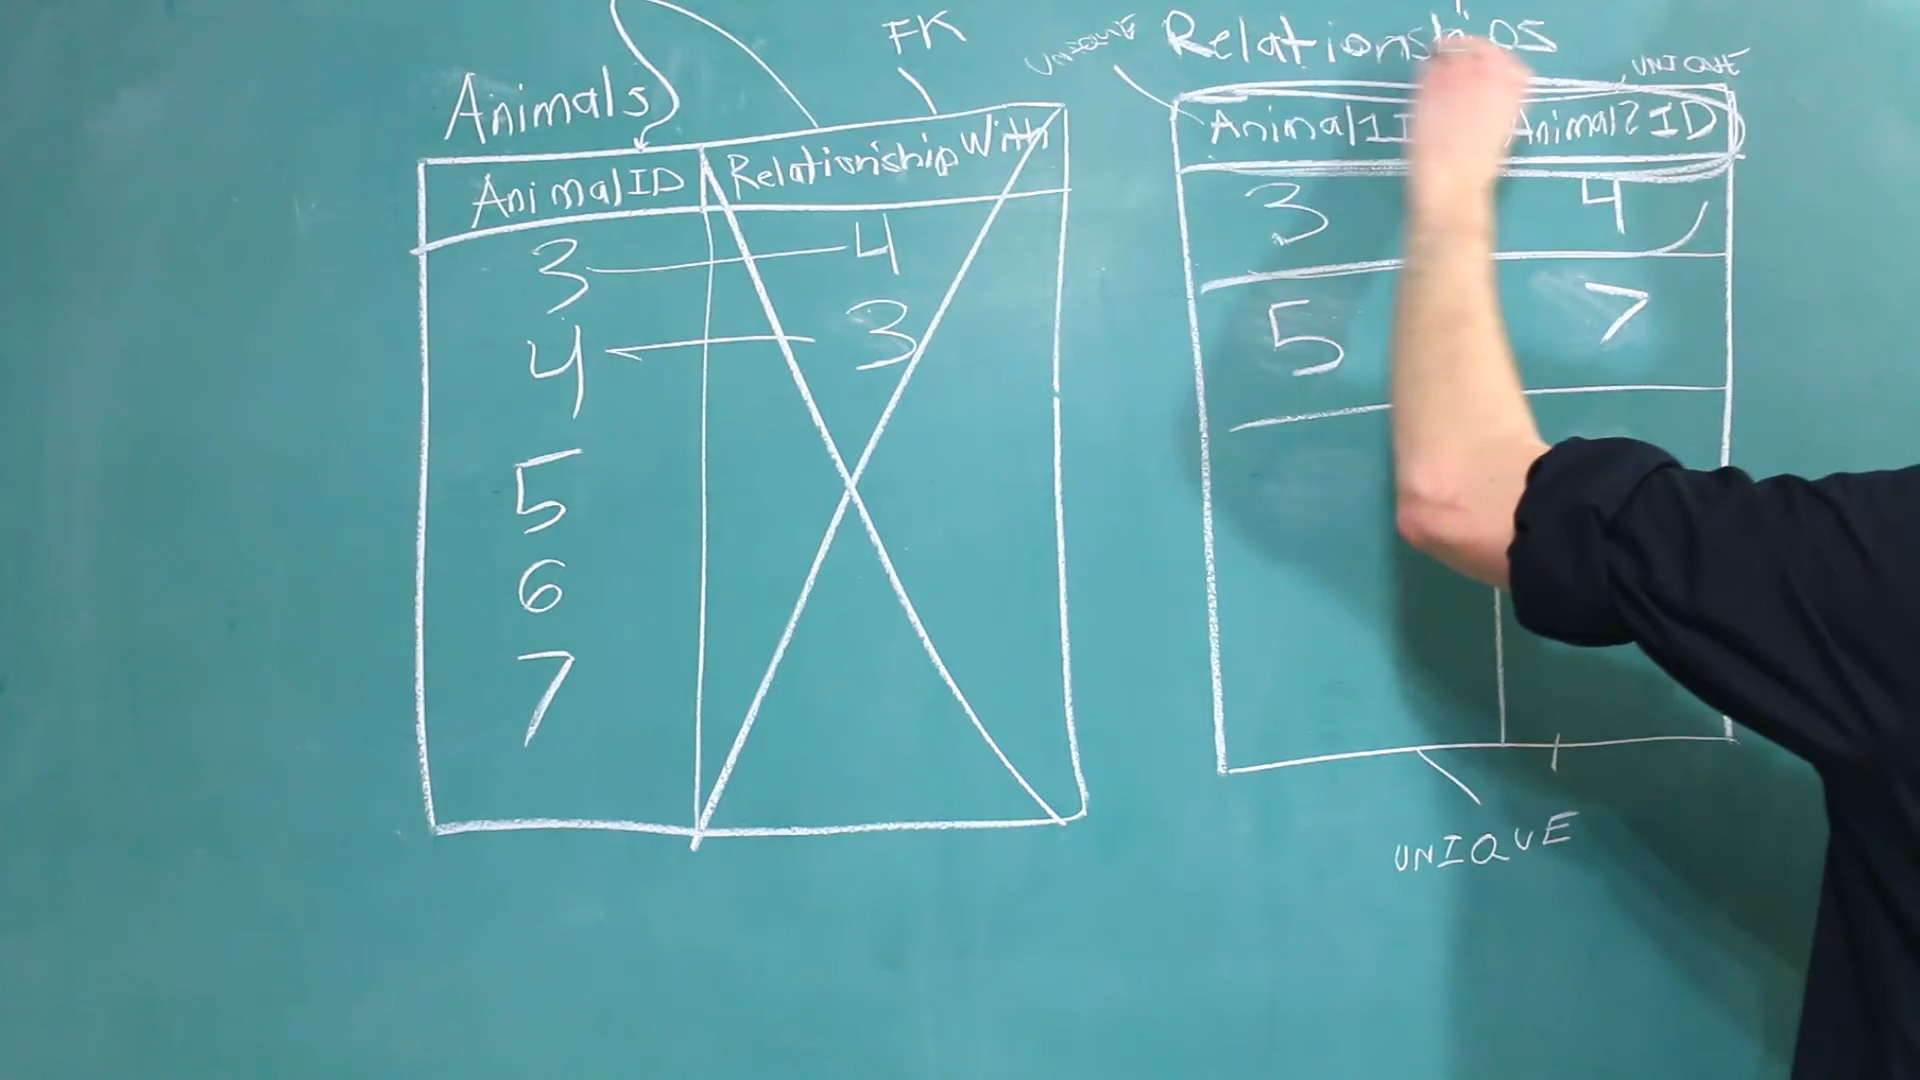 FK
UNIQUE
Relationships
Animals
UNIQUE
AnimalID RelationshipWith
Animal1I Animal2ID
3 4
4 3
5
6
7
3 4
5 7
UNIQUE